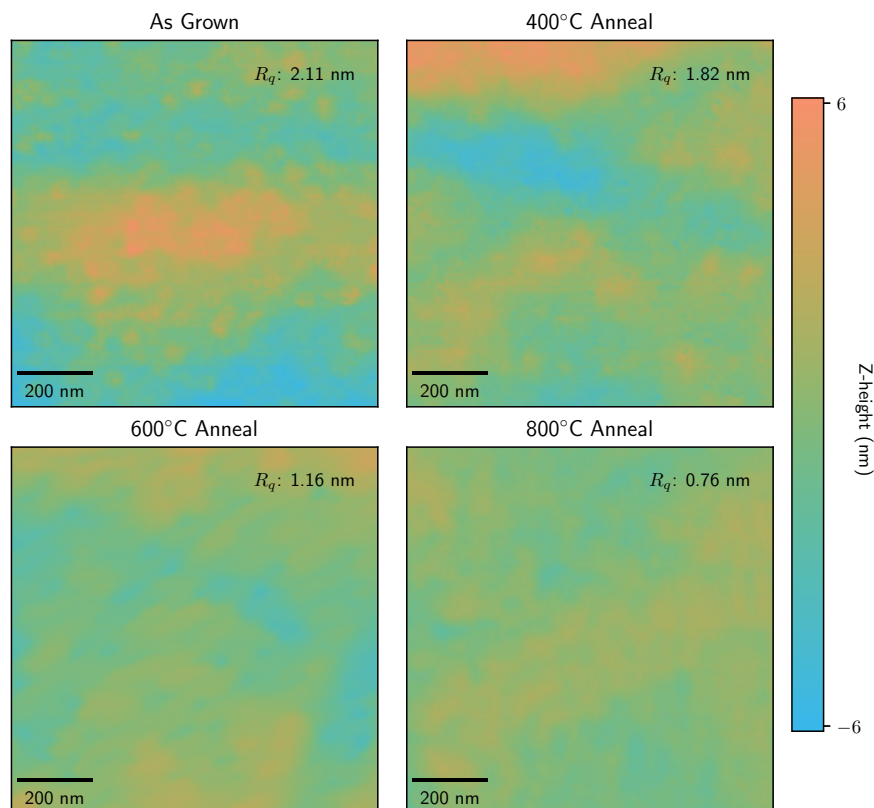 As Grown
400°C Anneal
R_q: 2.11 nm
R_q: 1.82 nm
6
200 nm
200 nm
Z-height (nm)
600°C Anneal
800°C Anneal
R_q: 1.16 nm
R_q: 0.76 nm
−6
200 nm
200 nm